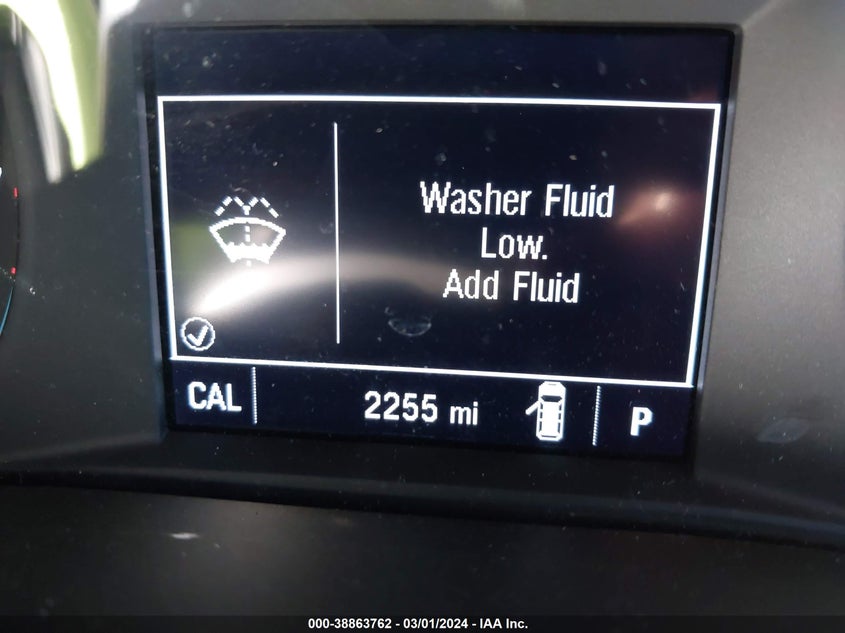 Washer Fluid
Low.
Add Fluid
CAL 2255 mi P
000-38863762 - 03/01/2024 - IAA Inc.